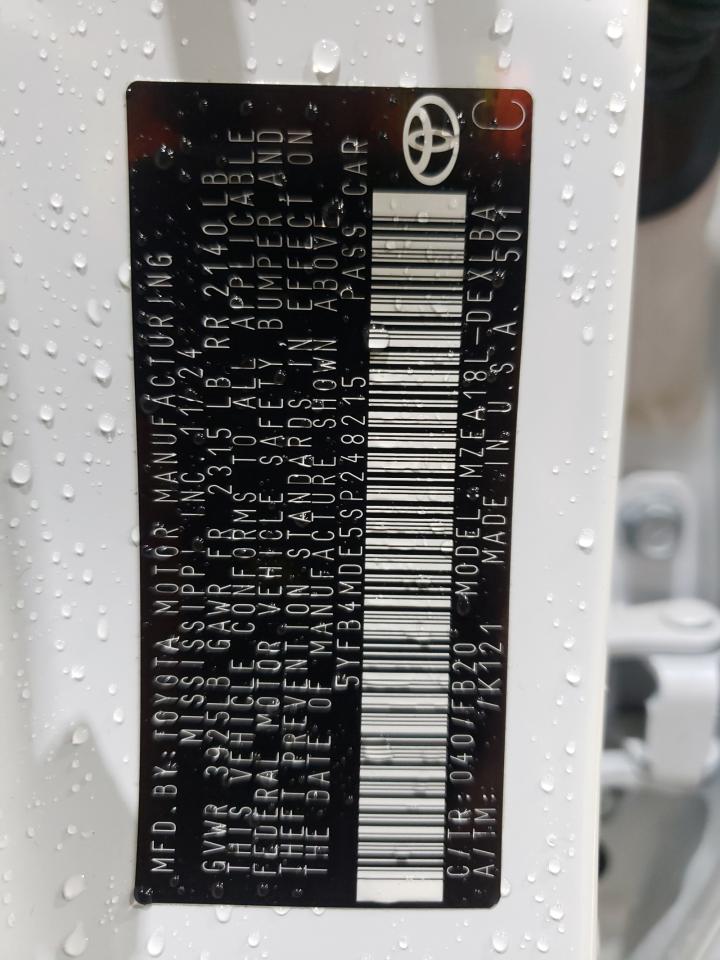 MFD.BY: TOYOTA MOTOR MANUFACTURING
MISSISSIPPI INC. 11/24
GVWR 3925LB GAWR FR 2315 LB RR 2140LB
THIS VEHICLE CONFORMS TO ALL APPLICABLE
FEDERAL MOTOR VEHICLE SAFETY, BUMPER AND
THEFT PREVENTION STANDARDS IN EFFECT ON
THE DATE OF MANUFACTURE SHOWN ABOVE.
5YFB4MDE5SP248215 PASS CAR
C/TR: 040/FB20 MODEL: MZEA18L-DEXLBA
A/TM: /K121 MADE IN U.S.A. 501
C